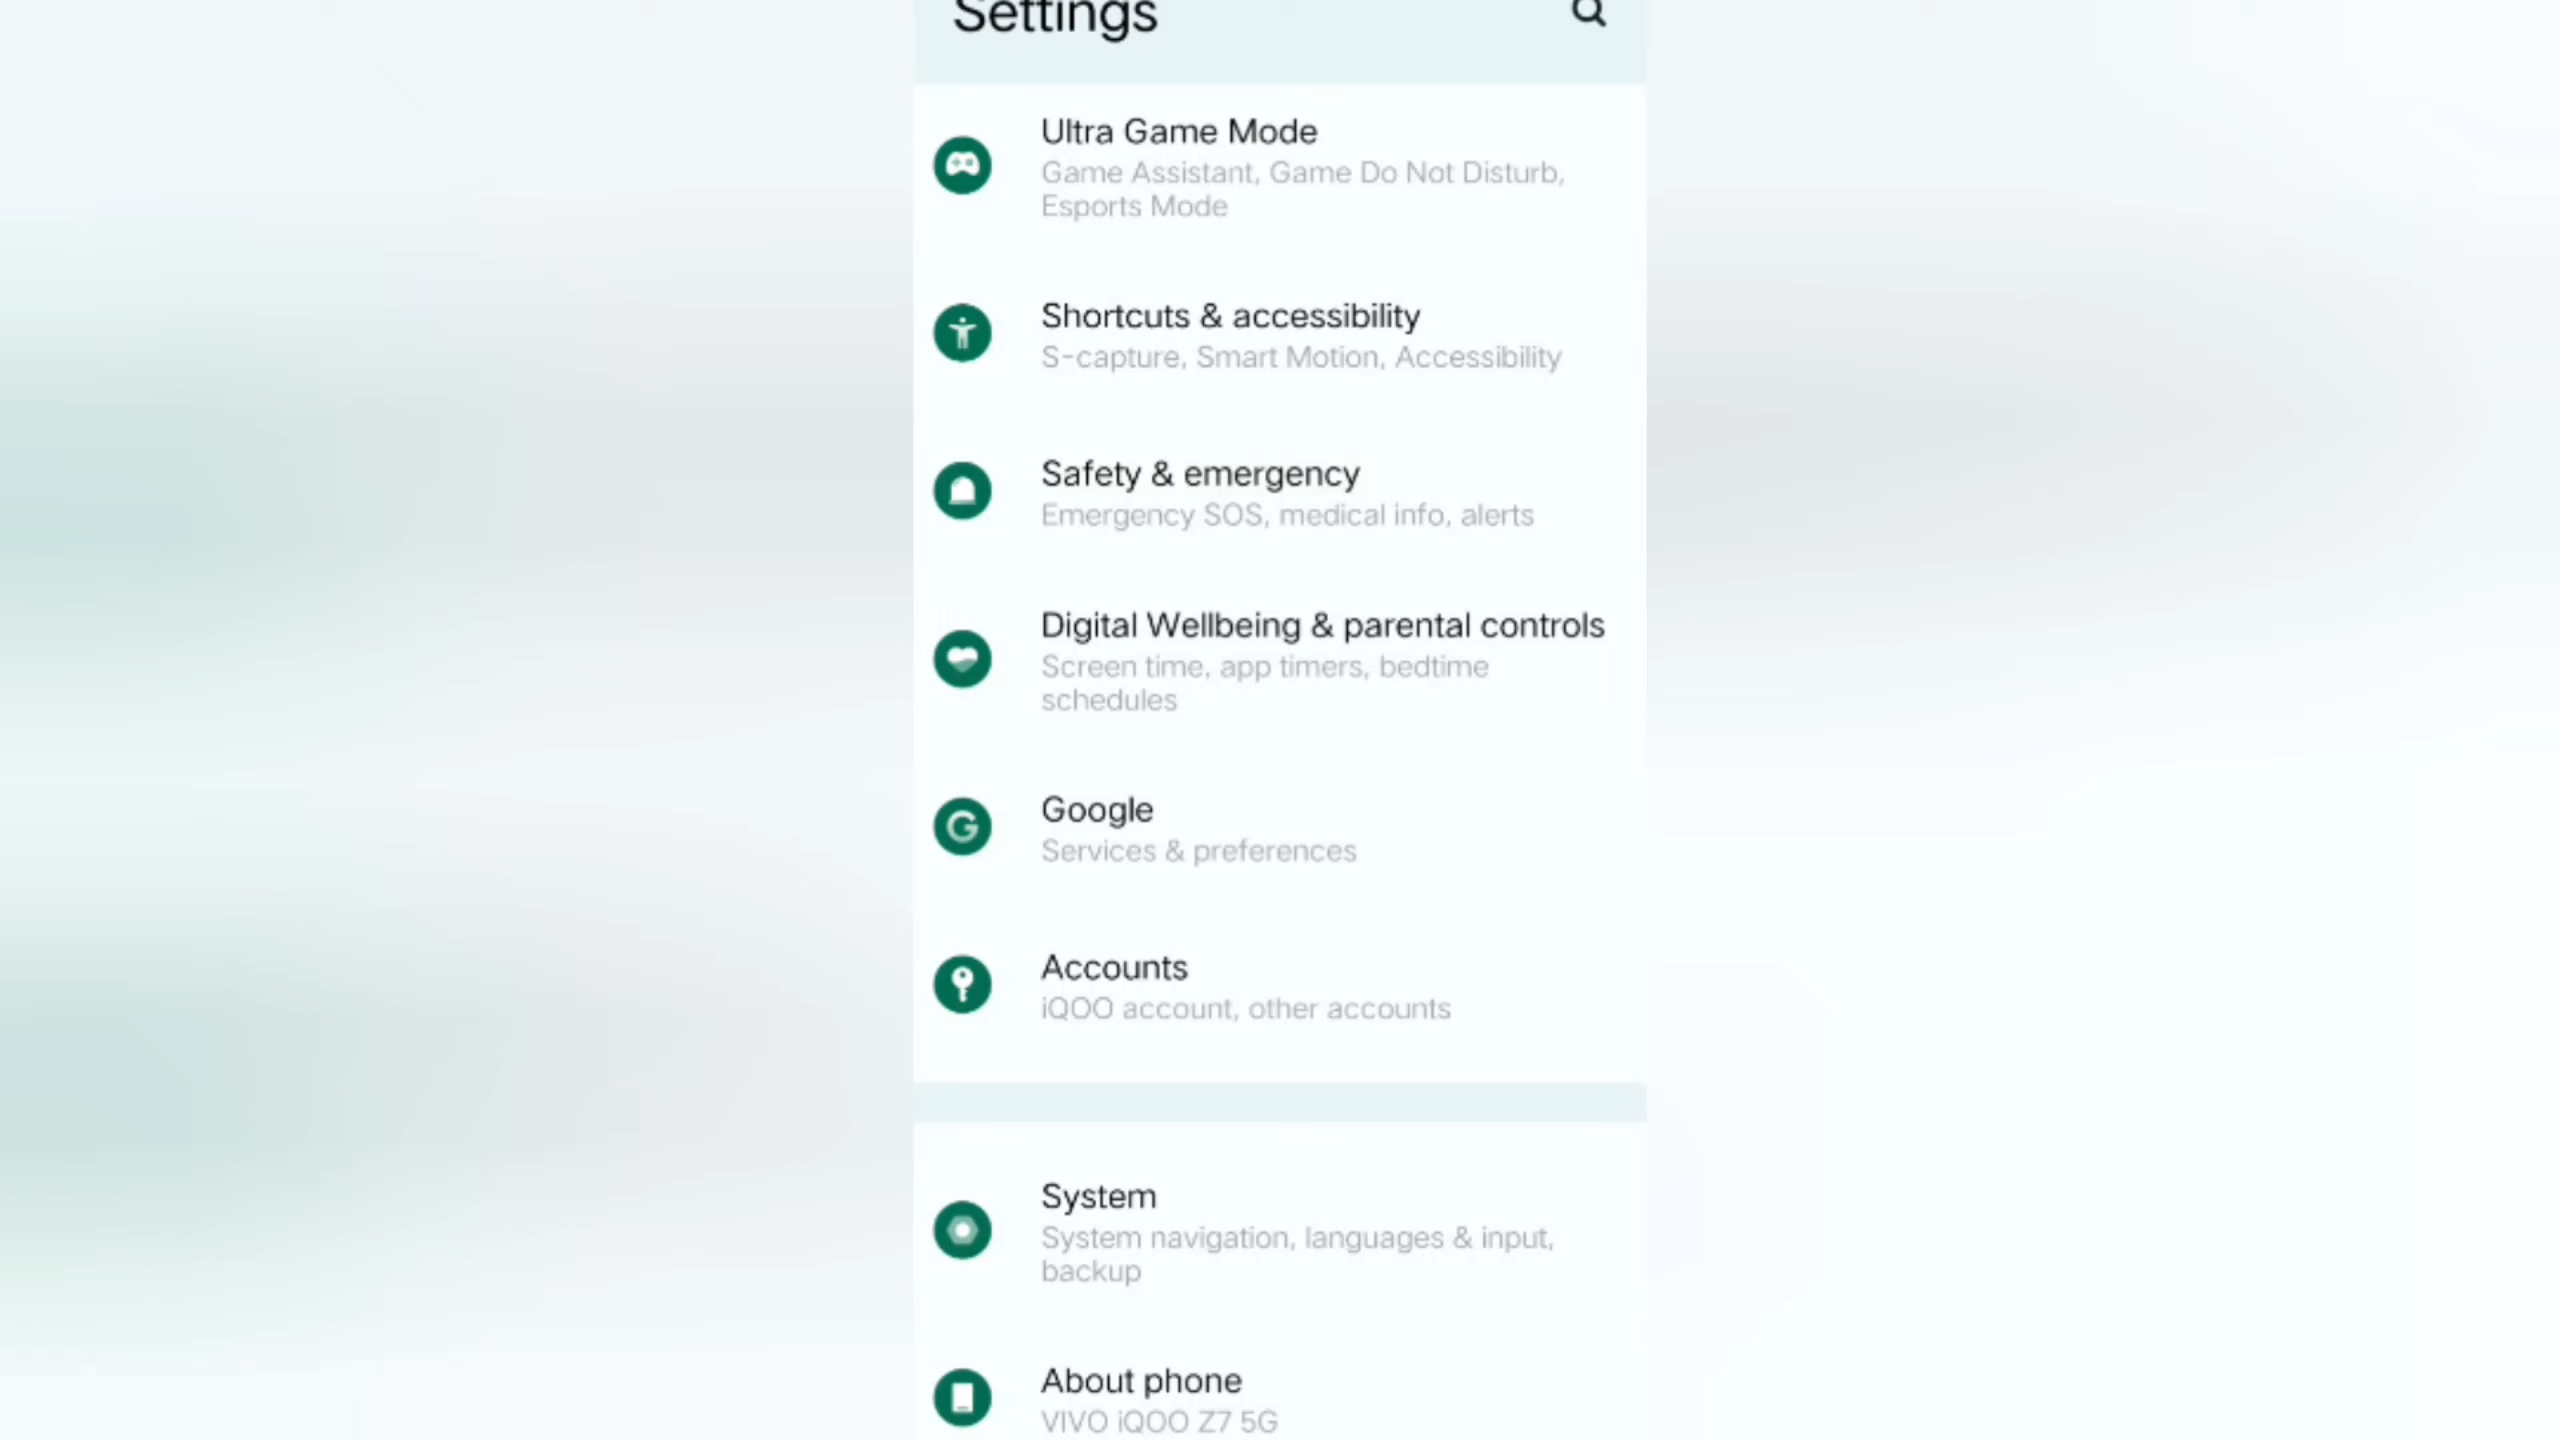 Settings
Ultra Game Mode
Game Assistant, Game Do Not Disturb,
Esports Mode
Shortcuts & accessibility
S-capture, Smart Motion, Accessibility
Safety & emergency
Emergency SOS, medical info, alerts
Digital Wellbeing & parental controls
Screen time, app timers, bedtime
schedules
Google
Services & preferences
Accounts
iQOO account, other accounts
System
System navigation, languages & input,
backup
About phone
VIVO iQOO Z7 5G